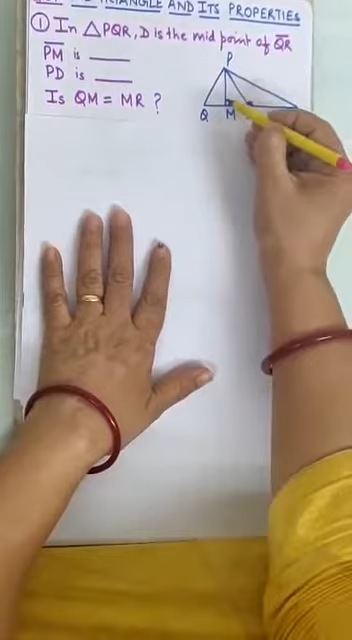 TRIANGLE AND ITS PROPERTIES
① In △PQR, D is the mid point of QR
PM is ____
PD is ____
Is QM = MR ?
P
Q M